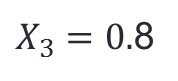 X₃ = 0.8